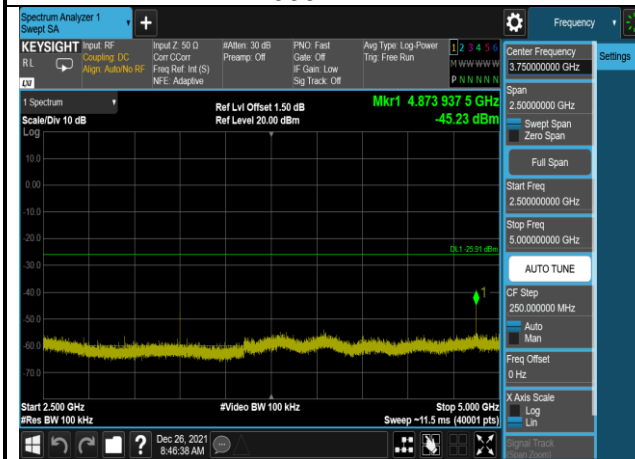 Spectrum Analyzer 1
Swept SA
Frequency
KEYSIGHT
RL
LXI
Input: RF
Coupling: DC
Align: Auto/No RF
Input Z: 50 Ω
Corr CCorr
Freq Ref: Int (S)
NFE: Adaptive
#Atten: 30 dB
Preamp: Off
PNO: Fast
Gate: Off
IF Gain: Low
Sig Track: Off
Avg Type: Log-Power
Trig: Free Run
1 2 3 4 5 6
M W W W W W
P N N N N N
1 Spectrum
Scale/Div 10 dB
Log
Ref Lvl Offset 1.50 dB
Ref Level 20.00 dBm
Mkr1 4.873 937 5 GHz
-45.23 dBm
10.0
0.00
-10.0
-20.0
DL1 -25.91 dBm
-30.0
-40.0
1
-50.0
-60.0
-70.0
Start 2.500 GHz
#Res BW 100 kHz
#Video BW 100 kHz
Stop 5.000 GHz
Sweep ~11.5 ms (40001 pts)
Dec 26, 2021
8:46:38 AM
Center Frequency
3.750000000 GHz
Settings
Span
2.50000000 GHz
Swept Span
Zero Span
Full Span
Start Freq
2.500000000 GHz
Stop Freq
5.000000000 GHz
AUTO TUNE
CF Step
250.000000 MHz
Auto
Man
Freq Offset
0 Hz
X Axis Scale
Log
Lin
Signal Track
(Span Zoom)